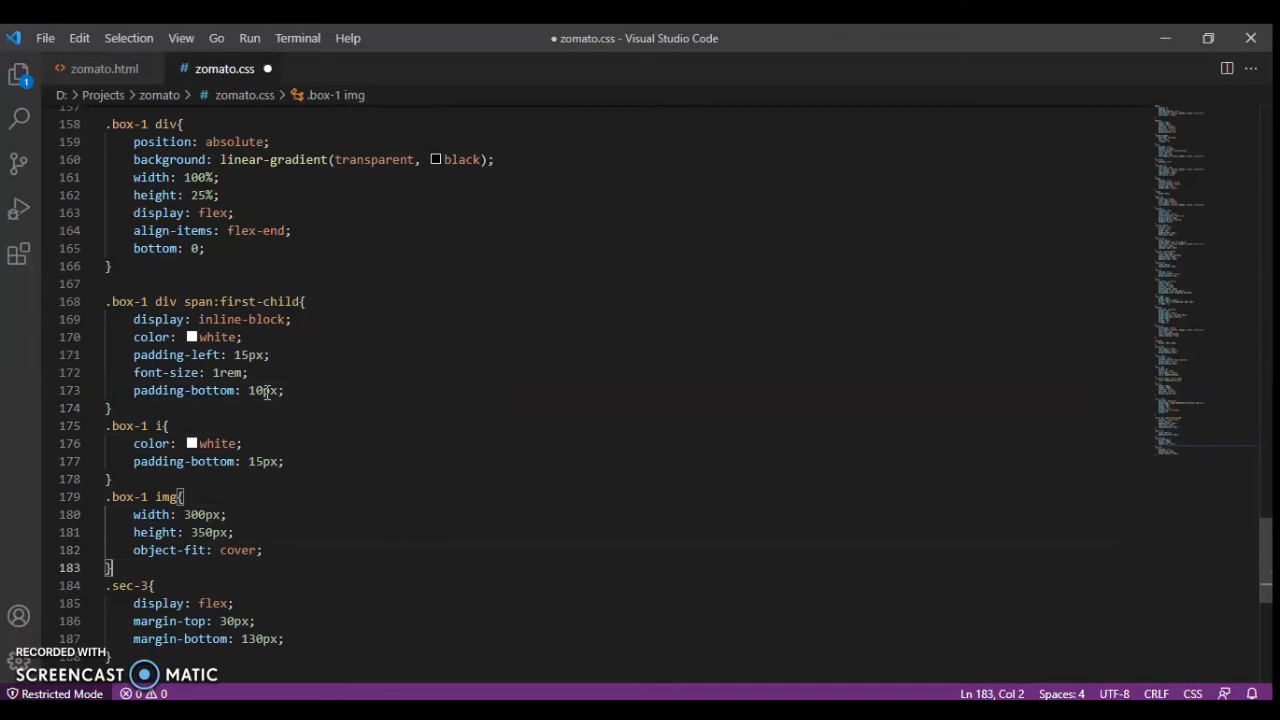 File Edit Selection View Go Run Terminal Help
● zomato.css - Visual Studio Code
zomato.html
# zomato.css ●
D: > Projects > zomato > # zomato.css > .box-1 img
1
157
158 .box-1 div{
159 position: absolute;
160 background: linear-gradient(transparent, black);
161 width: 100%;
162 height: 25%;
163 display: flex;
164 align-items: flex-end;
165 bottom: 0;
166 }
167
168 .box-1 div span:first-child{
169 display: inline-block;
170 color: white;
171 padding-left: 15px;
172 font-size: 1rem;
173 padding-bottom: 10px;
174 }
175 .box-1 i{
176 color: white;
177 padding-bottom: 15px;
178 }
179 .box-1 img{
180 width: 300px;
181 height: 350px;
182 object-fit: cover;
183 }
184 .sec-3{
185 display: flex;
186 margin-top: 30px;
187 margin-bottom: 130px;
}
RECORDED WITH
SCREENCAST MATIC
Restricted Mode 0 0 Ln 183, Col 2 Spaces: 4 UTF-8 CRLF CSS